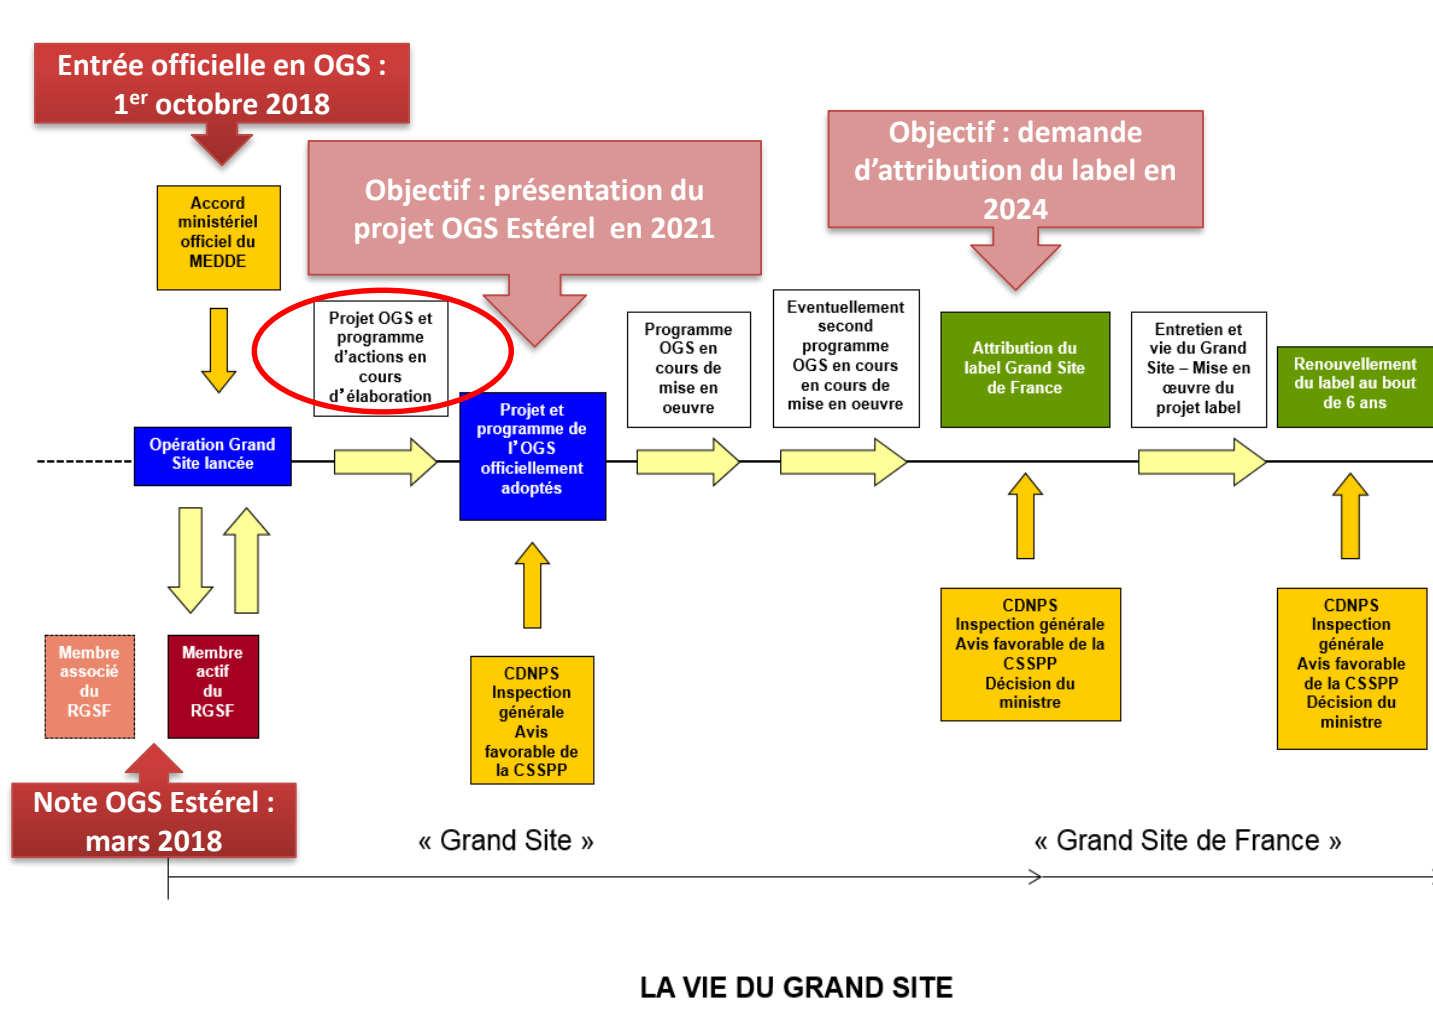 Entrée officielle en OGS :
1er octobre 2018
Objectif : présentation du
projet OGS Estérel en 2021
Objectif : demande
d'attribution du label en
2024
Accord
ministériel
officiel du
MEDDE
Projet OGS et
programme
d'actions en
cours
d'élaboration
Programme
OGS en
cours de
mise en
oeuvre
Eventuellement
second
programme
OGS en cours
en cours de
mise en oeuvre
Attribution du
label Grand Site
de France
Entretien et
vie du Grand
Site – Mise en
œuvre du
projet label
Renouvellement
du label au bout
de 6 ans
Opération Grand
Site lancée
Projet et
programme de
l'OGS
officiellement
adoptés
Membre
associé
du
RGSF
Membre
actif
du
RGSF
CDNPS
Inspection
générale
Avis
favorable de
la CSSPP
CDNPS
Inspection générale
Avis favorable de la
CSSPP
Décision du
ministre
CDNPS
Inspection
générale
Avis favorable
de la CSSPP
Décision du
ministre
Note OGS Estérel :
mars 2018
« Grand Site »
« Grand Site de France »
LA VIE DU GRAND SITE